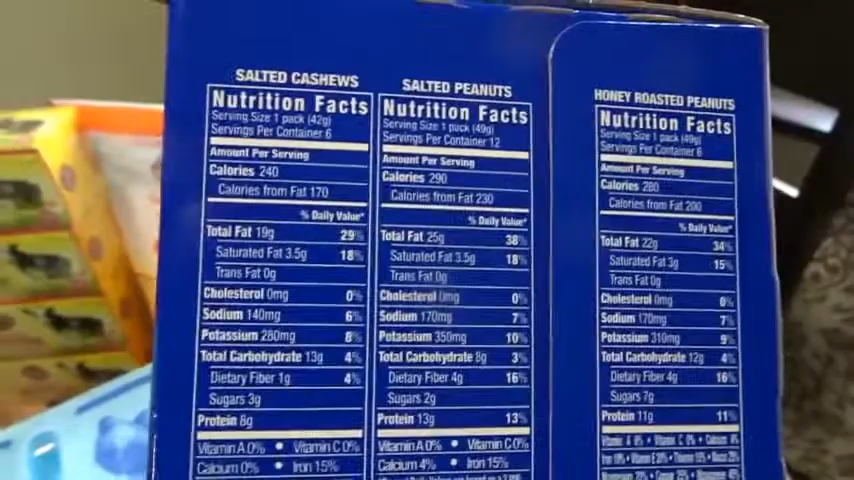 SALTED CASHEWS
Nutrition Facts
Serving Size 1 pack (42g)
Servings Per Container 6
Amount Per Serving
Calories 240
Calories from Fat 170
% Daily Value*
Total Fat 19g 29%
Saturated Fat 3.5g 18%
Trans Fat 0g
Cholesterol 0mg 0%
Sodium 140mg 6%
Potassium 280mg 8%
Total Carbohydrate 13g 4%
Dietary Fiber 1g 4%
Sugars 3g
Protein 8g
Vitamin A 0% • Vitamin C 0%
Calcium 0% • Iron 15%
SALTED PEANUTS
Nutrition Facts
Serving Size 1 pack (49g)
Servings Per Container 12
Amount Per Serving
Calories 290
Calories from Fat 230
% Daily Value*
Total Fat 25g 38%
Saturated Fat 3.5g 18%
Trans Fat 0g
Cholesterol 0mg 0%
Sodium 170mg 7%
Potassium 350mg 10%
Total Carbohydrate 8g 3%
Dietary Fiber 4g 16%
Sugars 2g
Protein 13g 13%
Vitamin A 0% • Vitamin C 0%
Calcium 4% • Iron 15%
HONEY ROASTED PEANUTS
Nutrition Facts
Serving Size 1 pack (49g)
Servings Per Container 6
Amount Per Serving
Calories 280
Calories from Fat 200
% Daily Value*
Total Fat 22g 34%
Saturated Fat 3g 15%
Trans Fat 0g
Cholesterol 0mg 0%
Sodium 170mg 7%
Potassium 310mg 9%
Total Carbohydrate 12g 4%
Dietary Fiber 4g 16%
Sugars 7g
Protein 11g 11%
Vitamin A 0% • Vitamin C 0% • Calcium